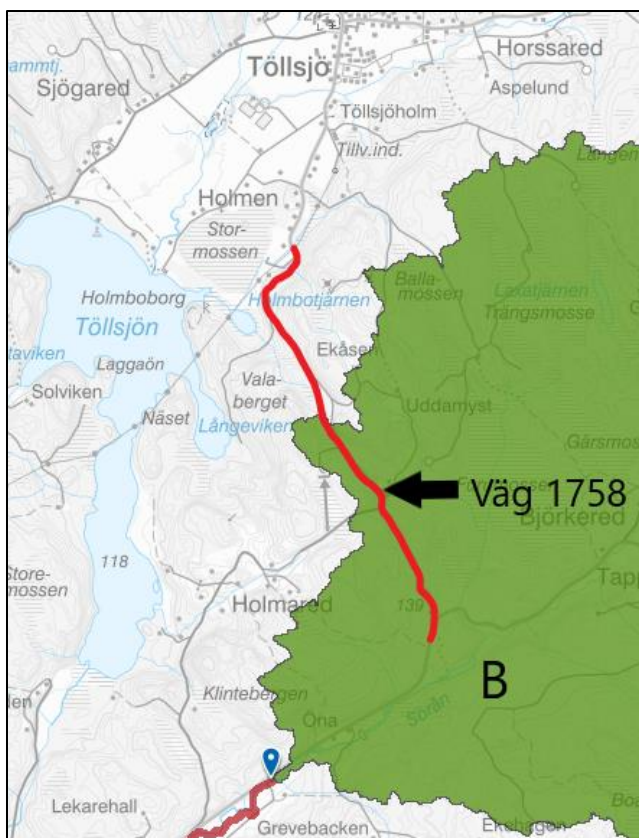 Töllsjö
Horssared
Sjögared
Aspelund
Töllsjöholm
Tillv.ind.
Holmen
Stor-
mossen
Balla-
mossen
Holmboborg
Holmbotjärnen
Trängsmosse
Töllsjön
Ekåsen
Laggaön
Vala-
berget
Uddamyst
Solviken
Näset
Långeviken
Väg 1758
Björkered
118
Store-
mossen
Holmared
139
B
Klintebergen
Öna
Sörån
Lekarehall
Grevebacken
Ekehagen